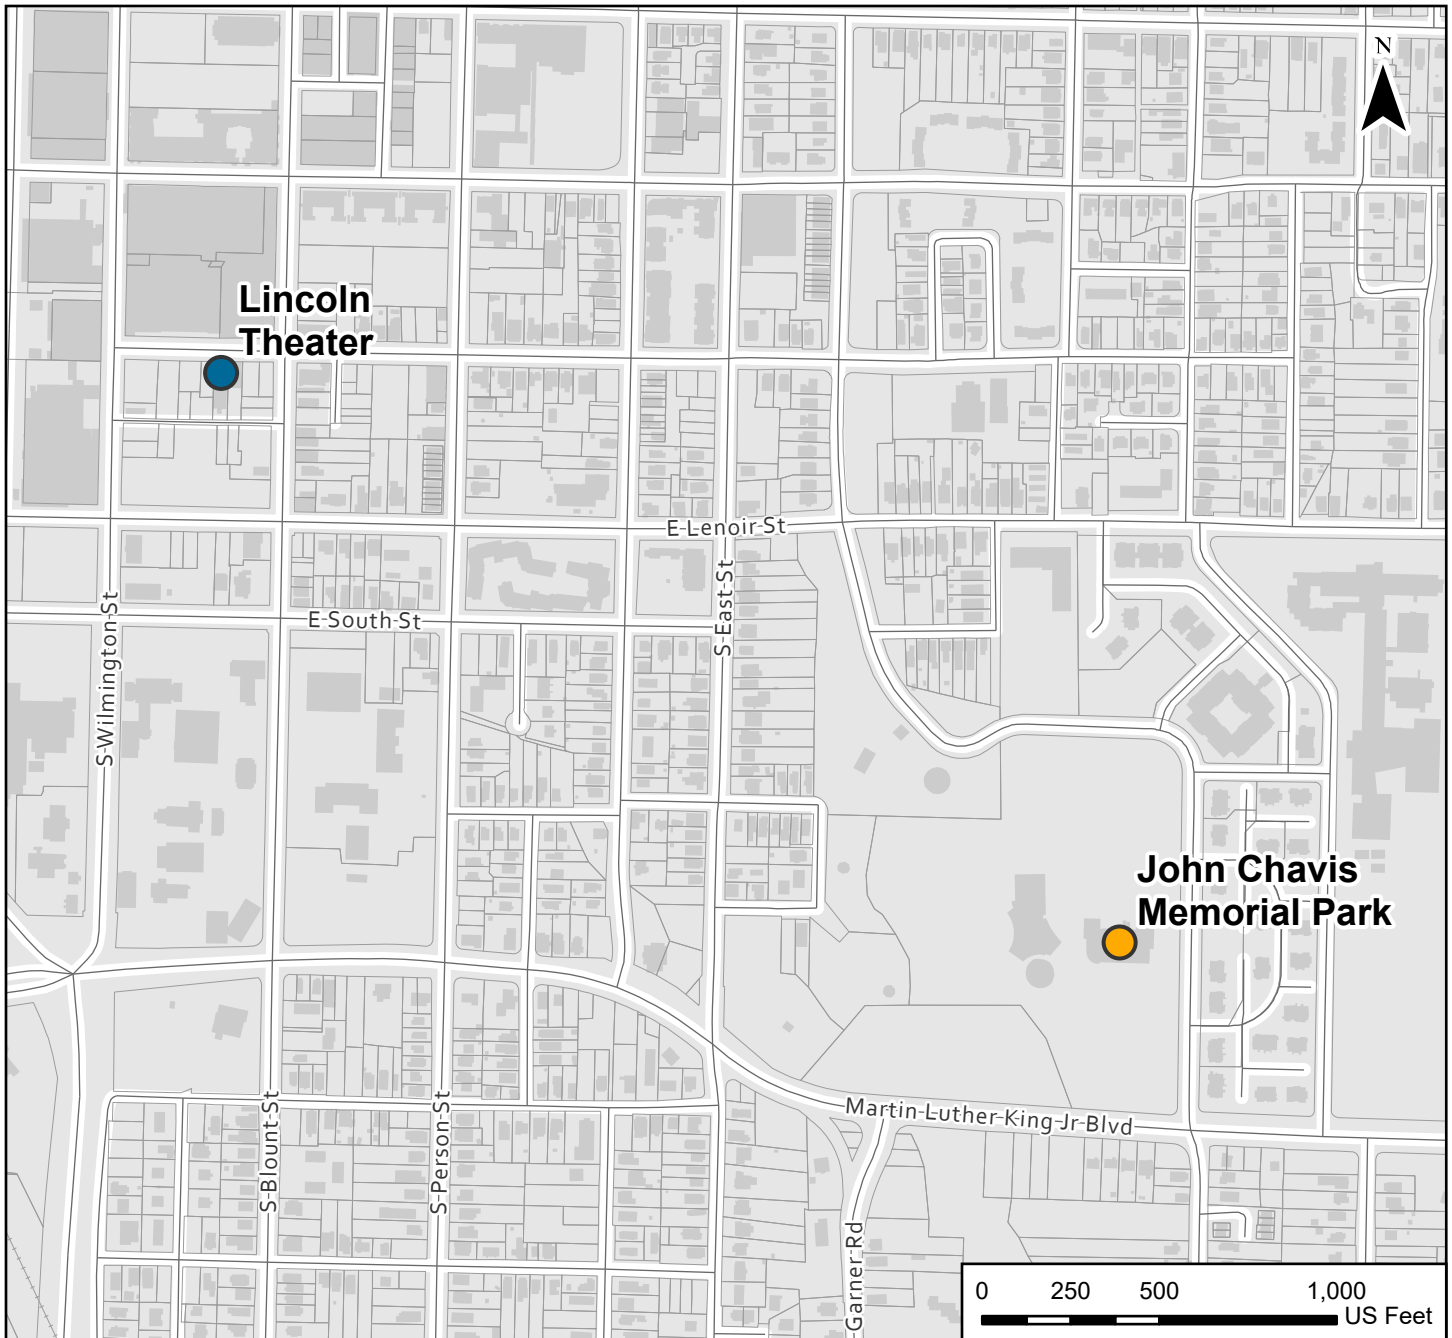 N
Lincoln
Theater
E Lenoir St
S East St
E South St
S Wilmington St
John Chavis
Memorial Park
S Blount St
S Person St
Martin Luther King Jr Blvd
Garner Rd
0 250 500 1,000
US Feet